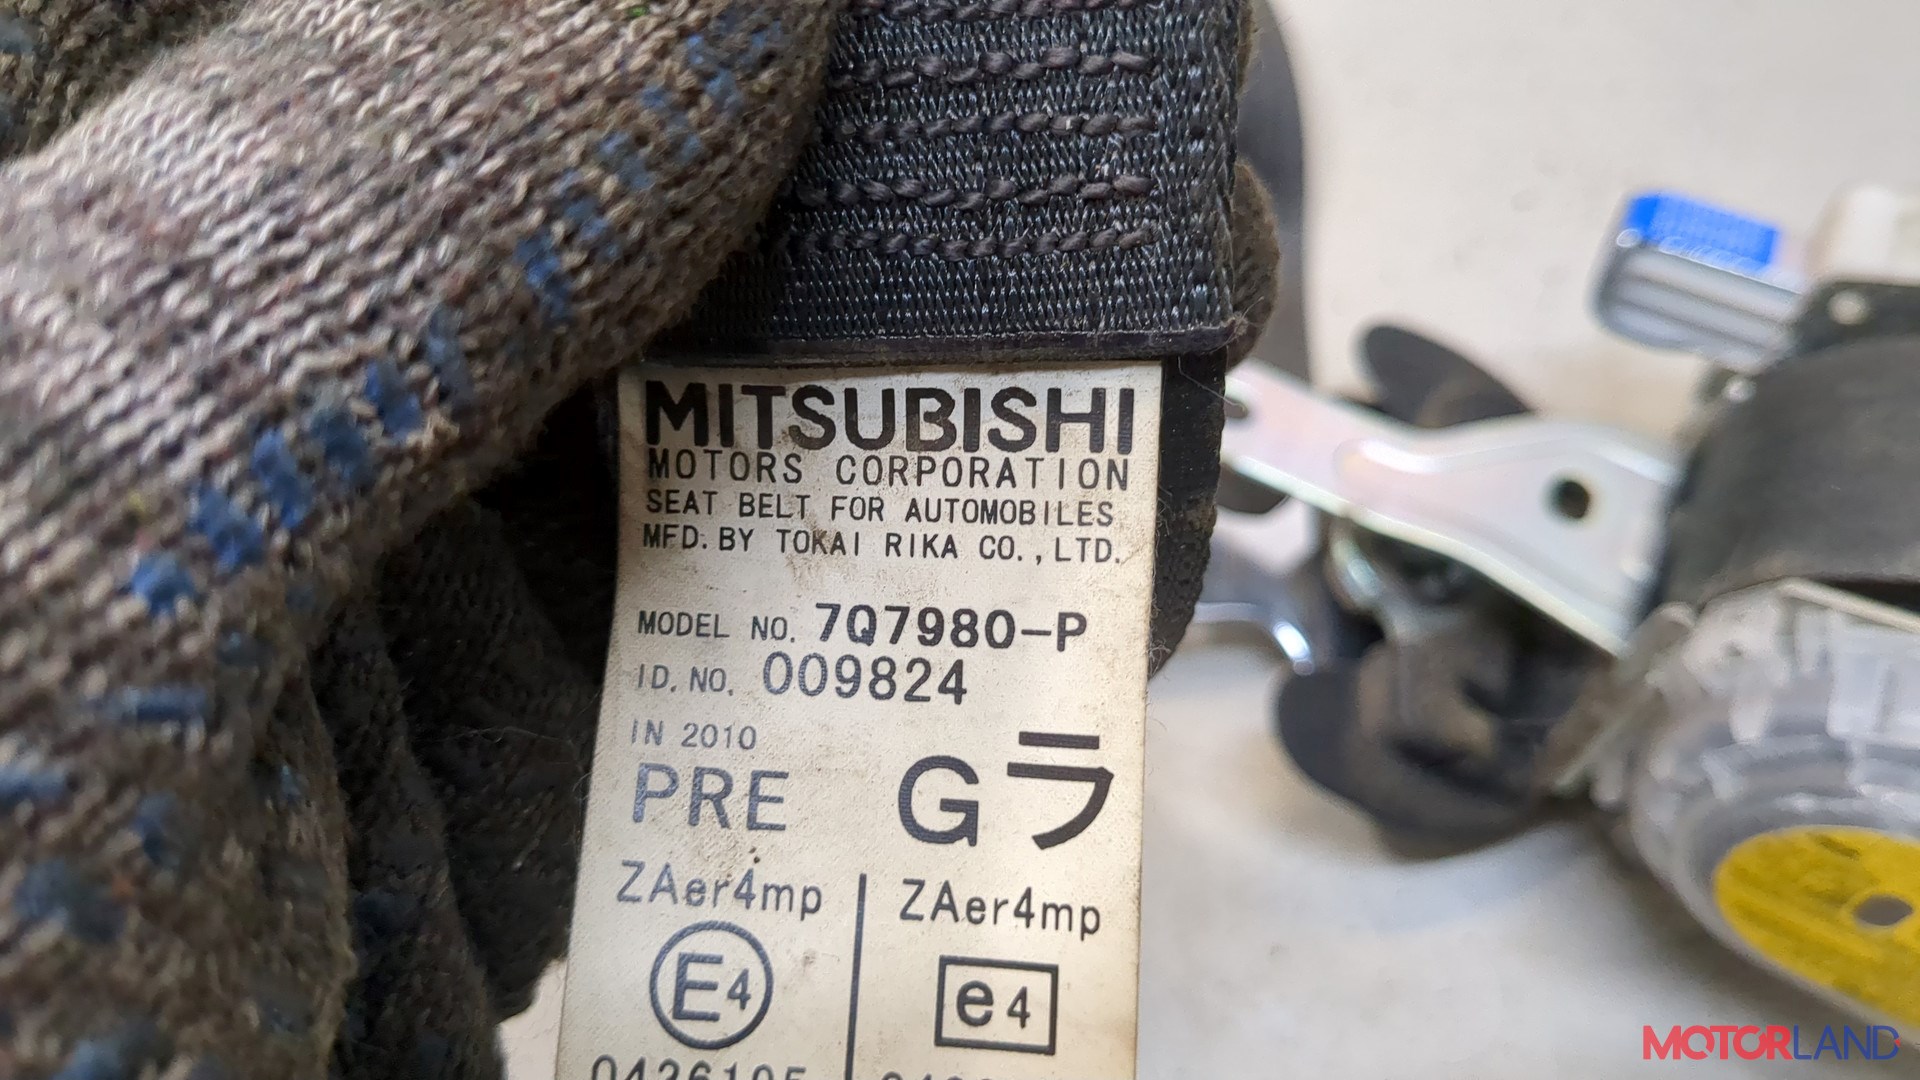 MITSUBISHI
MOTORS CORPORATION
SEAT BELT FOR AUTOMOBILES
MFD. BY TOKAI RIKA CO., LTD.
MODEL NO. 7Q7980-P
ID. NO. 009824
IN 2010
PRE Gラ
ZAer4mp ZAer4mp
E4 e4
0436195
MOTORLAND